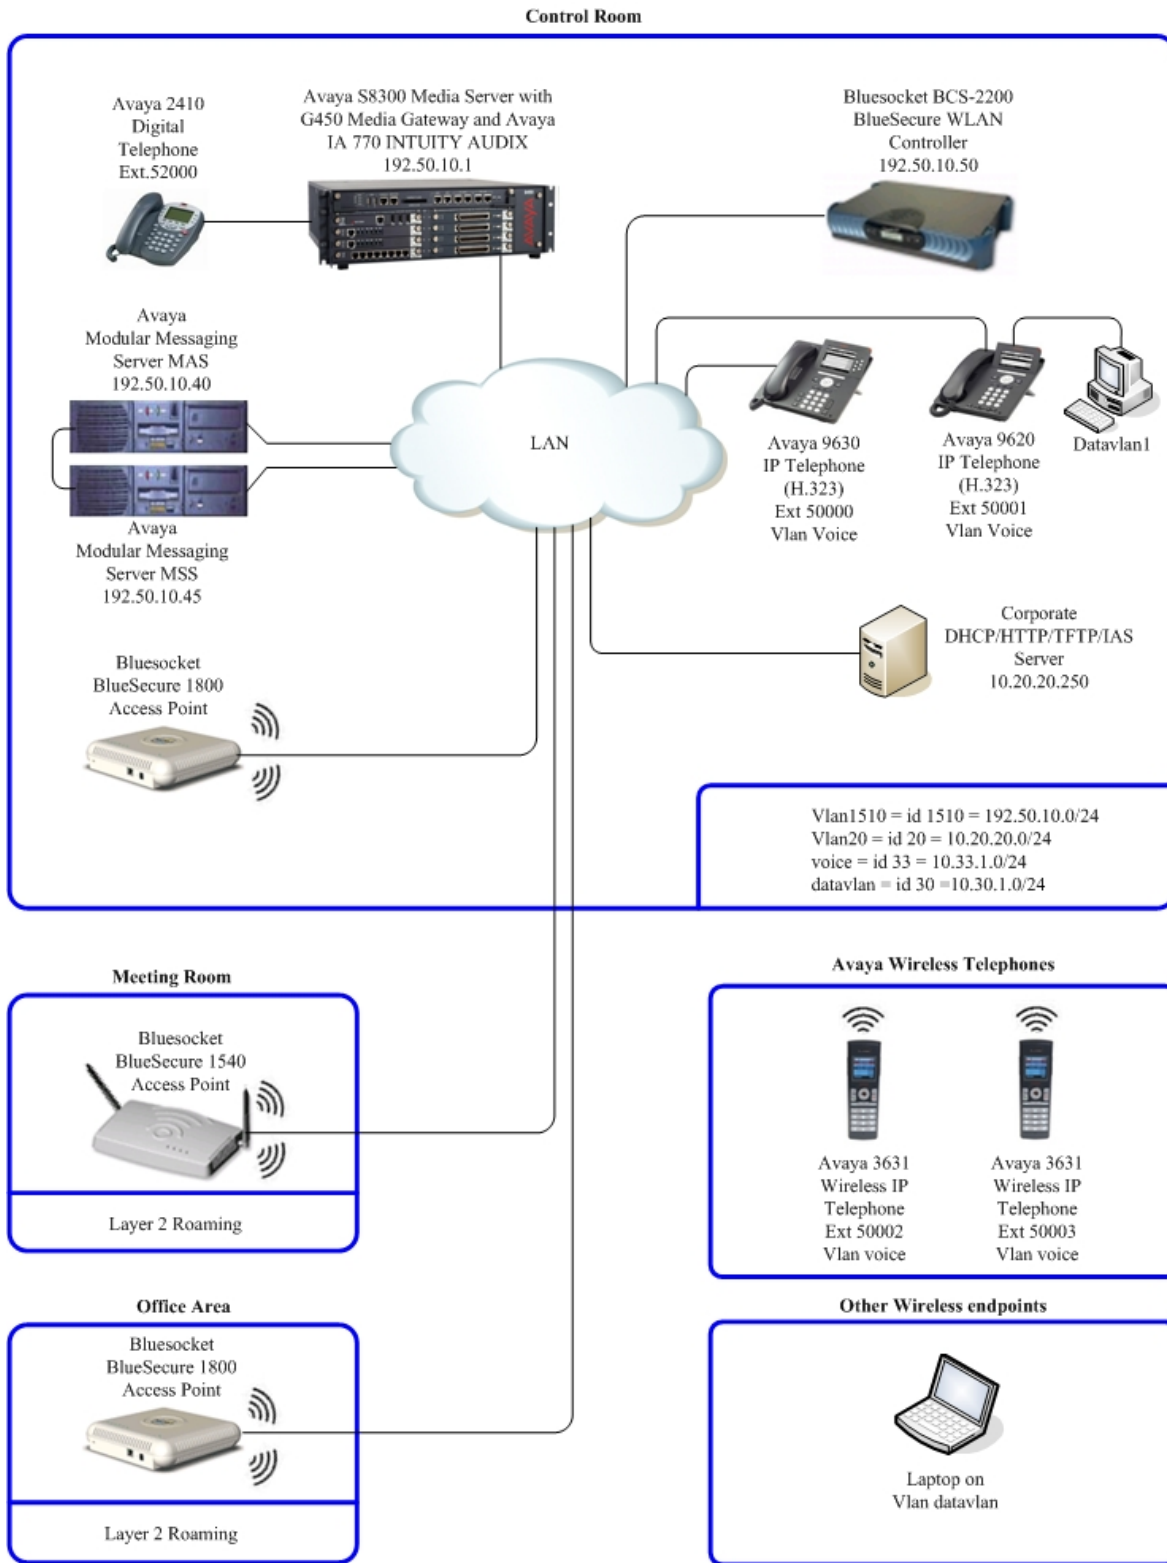 Control Room
Avaya 2410
Digital
Telephone
Ext.52000
Avaya S8300 Media Server with
G450 Media Gateway and Avaya
IA 770 INTUITY AUDIX
192.50.10.1
Bluesocket BCS-2200
BlueSecure WLAN
Controller
192.50.10.50
AVAYA
Avaya
Modular Messaging
Server MAS
192.50.10.40
Avaya
Modular Messaging
Server MSS
192.50.10.45
LAN
Avaya 9630
IP Telephone
(H.323)
Ext 50000
Vlan Voice
Avaya 9620
IP Telephone
(H.323)
Ext 50001
Vlan Voice
Datavlan1
Corporate
DHCP/HTTP/TFTP/IAS
Server
10.20.20.250
Bluesocket
BlueSecure 1800
Access Point
Vlan1510 = id 1510 = 192.50.10.0/24
Vlan20 = id 20 = 10.20.20.0/24
voice = id 33 = 10.33.1.0/24
datavlan = id 30 =10.30.1.0/24
Meeting Room
Bluesocket
BlueSecure 1540
Access Point
Layer 2 Roaming
Avaya Wireless Telephones
Avaya 3631
Wireless IP
Telephone
Ext 50002
Vlan voice
Avaya 3631
Wireless IP
Telephone
Ext 50003
Vlan voice
Office Area
Bluesocket
BlueSecure 1800
Access Point
Layer 2 Roaming
Other Wireless endpoints
Laptop on
Vlan datavlan